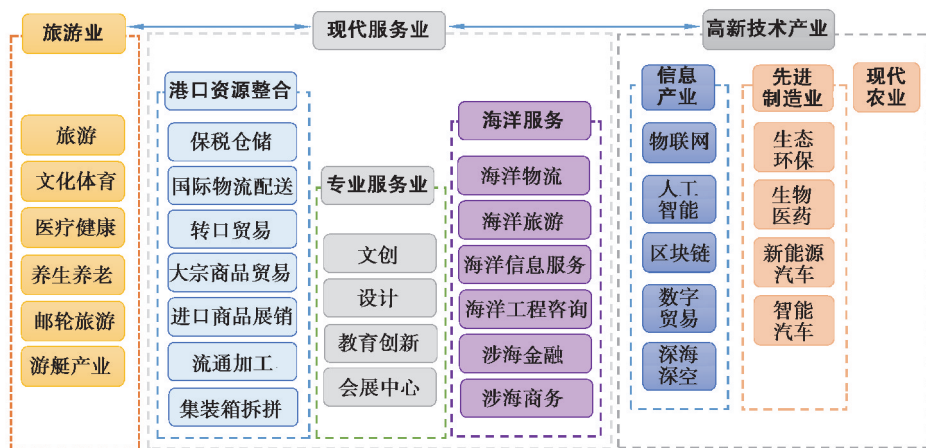 旅游业
旅游
文化体育
医疗健康
养生养老
邮轮旅游
游艇产业
现代服务业
港口资源整合
保税仓储
国际物流配送
转口贸易
大宗商品贸易
进口商品展销
流通加工
集装箱拆拼
专业服务业
文创
设计
教育创新
会展中心
海洋服务
海洋物流
海洋旅游
海洋信息服务
海洋工程咨询
涉海金融
涉海商务
高新技术产业
信息
产业
物联网
人工
智能
区块链
数字
贸易
深海
深空
先进
制造业
生态
环保
生物
医药
新能源
汽车
智能
汽车
现代
农业